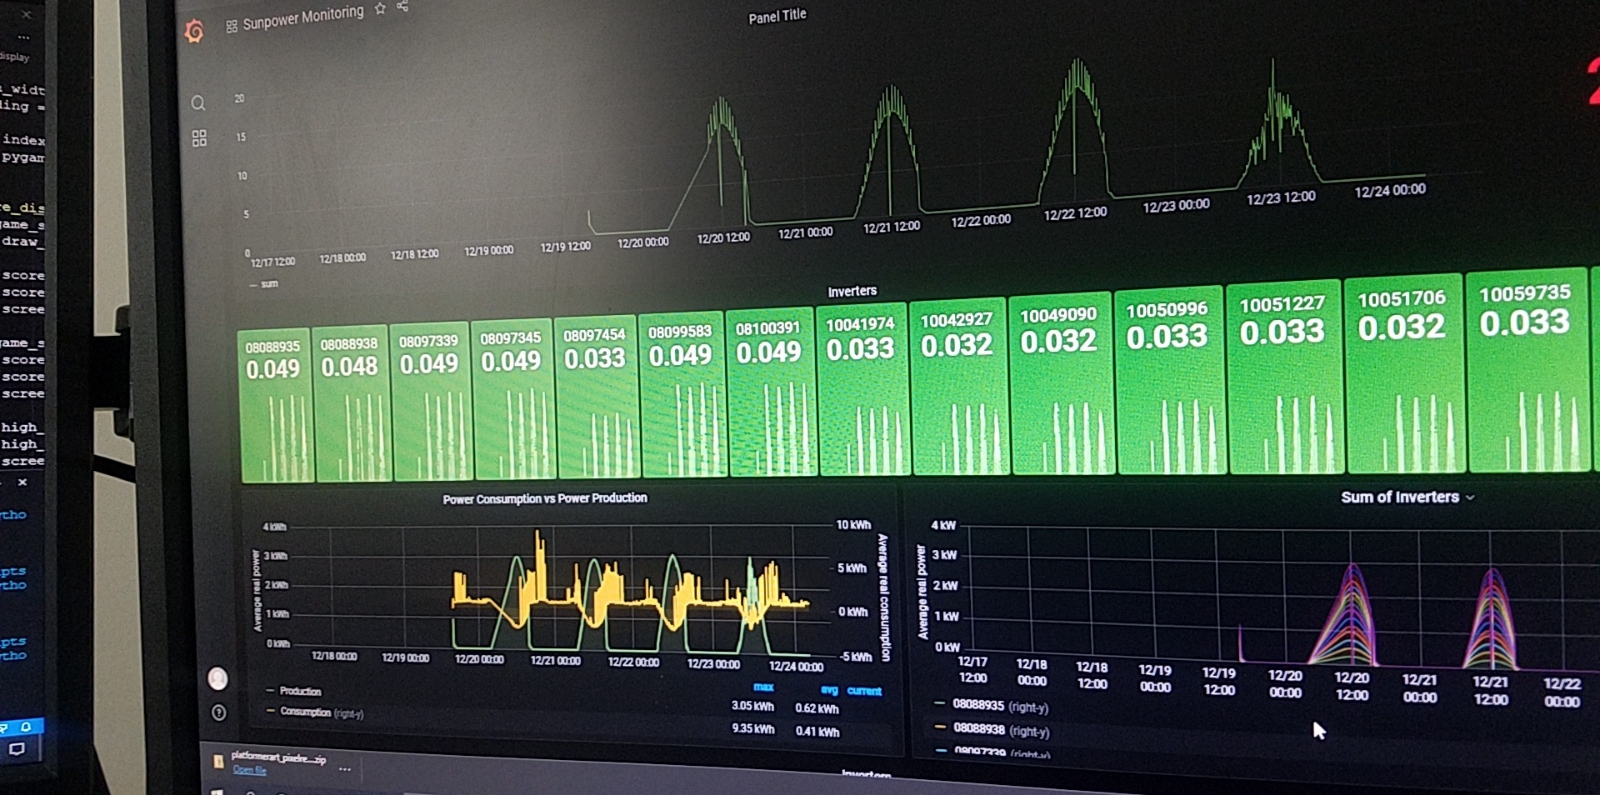 display
_widt
ling =
index
pygam
re_dis
game_s
draw_
score
score
scree
game_s
score
score
scree
high_
high_
scree
ytho
pts
ytho
pts
ytho
Sunpower Monitoring
Panel Title
20
15
10
5
0
12/17 12:00 12/18 00:00 12/18 12:00 12/19 00:00 12/19 12:00 12/20 00:00 12/20 12:00 12/21 00:00 12/21 12:00 12/22 00:00 12/22 12:00 12/23 00:00 12/23 12:00 12/24 00:00
sum
2
Inverters
08088935 08088938 08097339 08097345 08097454 08099583 08100391 10041974 10042927 10049090 10050996 10051227 10051706 10059735
0.049 0.048 0.049 0.049 0.033 0.049 0.049 0.033 0.032 0.032 0.033 0.033 0.032 0.033
Power Consumption vs Power Production
4 kWh
3 kWh
2 kWh
1 kWh
0 kWh
Average real power
10 kWh
5 kWh
0 kWh
-5 kWh
Average real consumption
12/18 00:00 12/19 00:00 12/20 00:00 12/21 00:00 12/22 00:00 12/23 00:00 12/24 00:00
max avg current
Production 3.05 kWh 0.62 kWh
Consumption (right-y) 9.35 kWh 0.41 kWh
Sum of Inverters
4 kW
3 kW
2 kW
1 kW
0 kW
Average real power
12/17 12/18 12/18 12/19 12/19 12/20 12/20 12/21 12/21 12/22
12:00 00:00 12:00 00:00 12:00 00:00 12:00 00:00 12:00 00:00
08088935 (right-y)
08088938 (right-y)
08097339 (right-y)
Inverters
platformerart_pixelre....zip
Open file